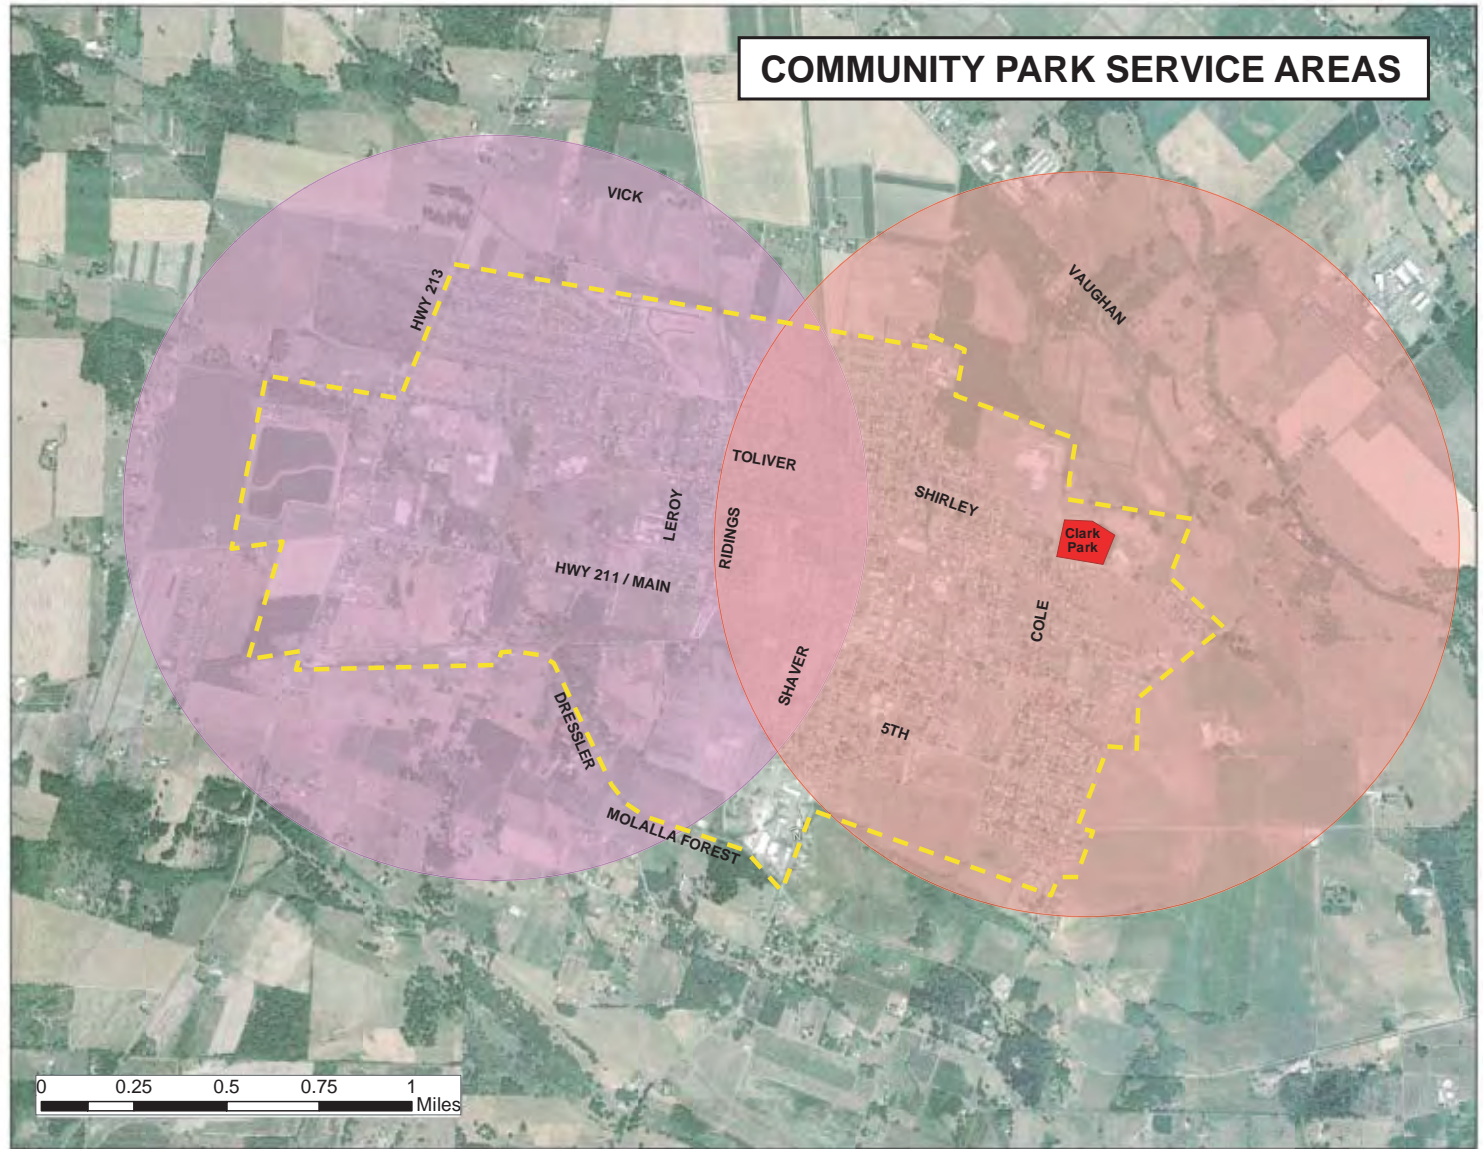 COMMUNITY PARK SERVICE AREAS
VICK
HWY 213
VAUGHAN
TOLIVER
SHIRLEY
LEROY
RIDINGS
Clark
Park
HWY 211 / MAIN
COLE
SHAVER
DRESSLER
5TH
MOLALLA FOREST
0 0.25 0.5 0.75 1
Miles